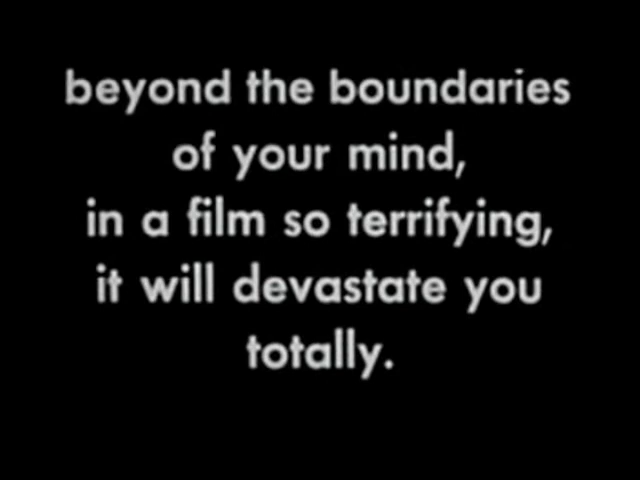 beyond the boundaries
of your mind,
in a film so terrifying,
it will devastate you
totally.